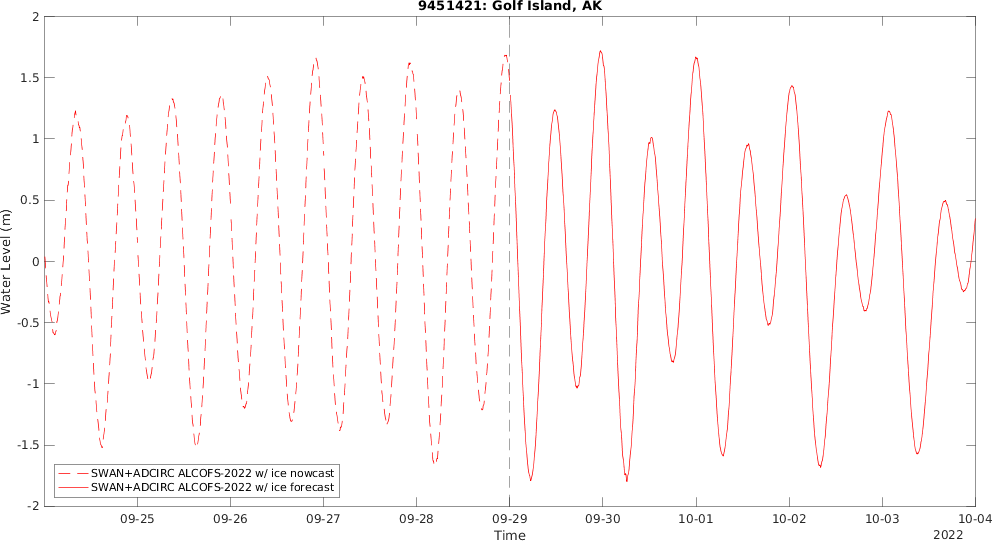 9451421: Golf Island, AK
2
1.5
1
0.5
0
-0.5
-1
-1.5
-2
Water Level (m)
SWAN+ADCIRC ALCOFS-2022 w/ ice nowcast
SWAN+ADCIRC ALCOFS-2022 w/ ice forecast
09-25 09-26 09-27 09-28 09-29 09-30 10-01 10-02 10-03 10-04
Time
2022